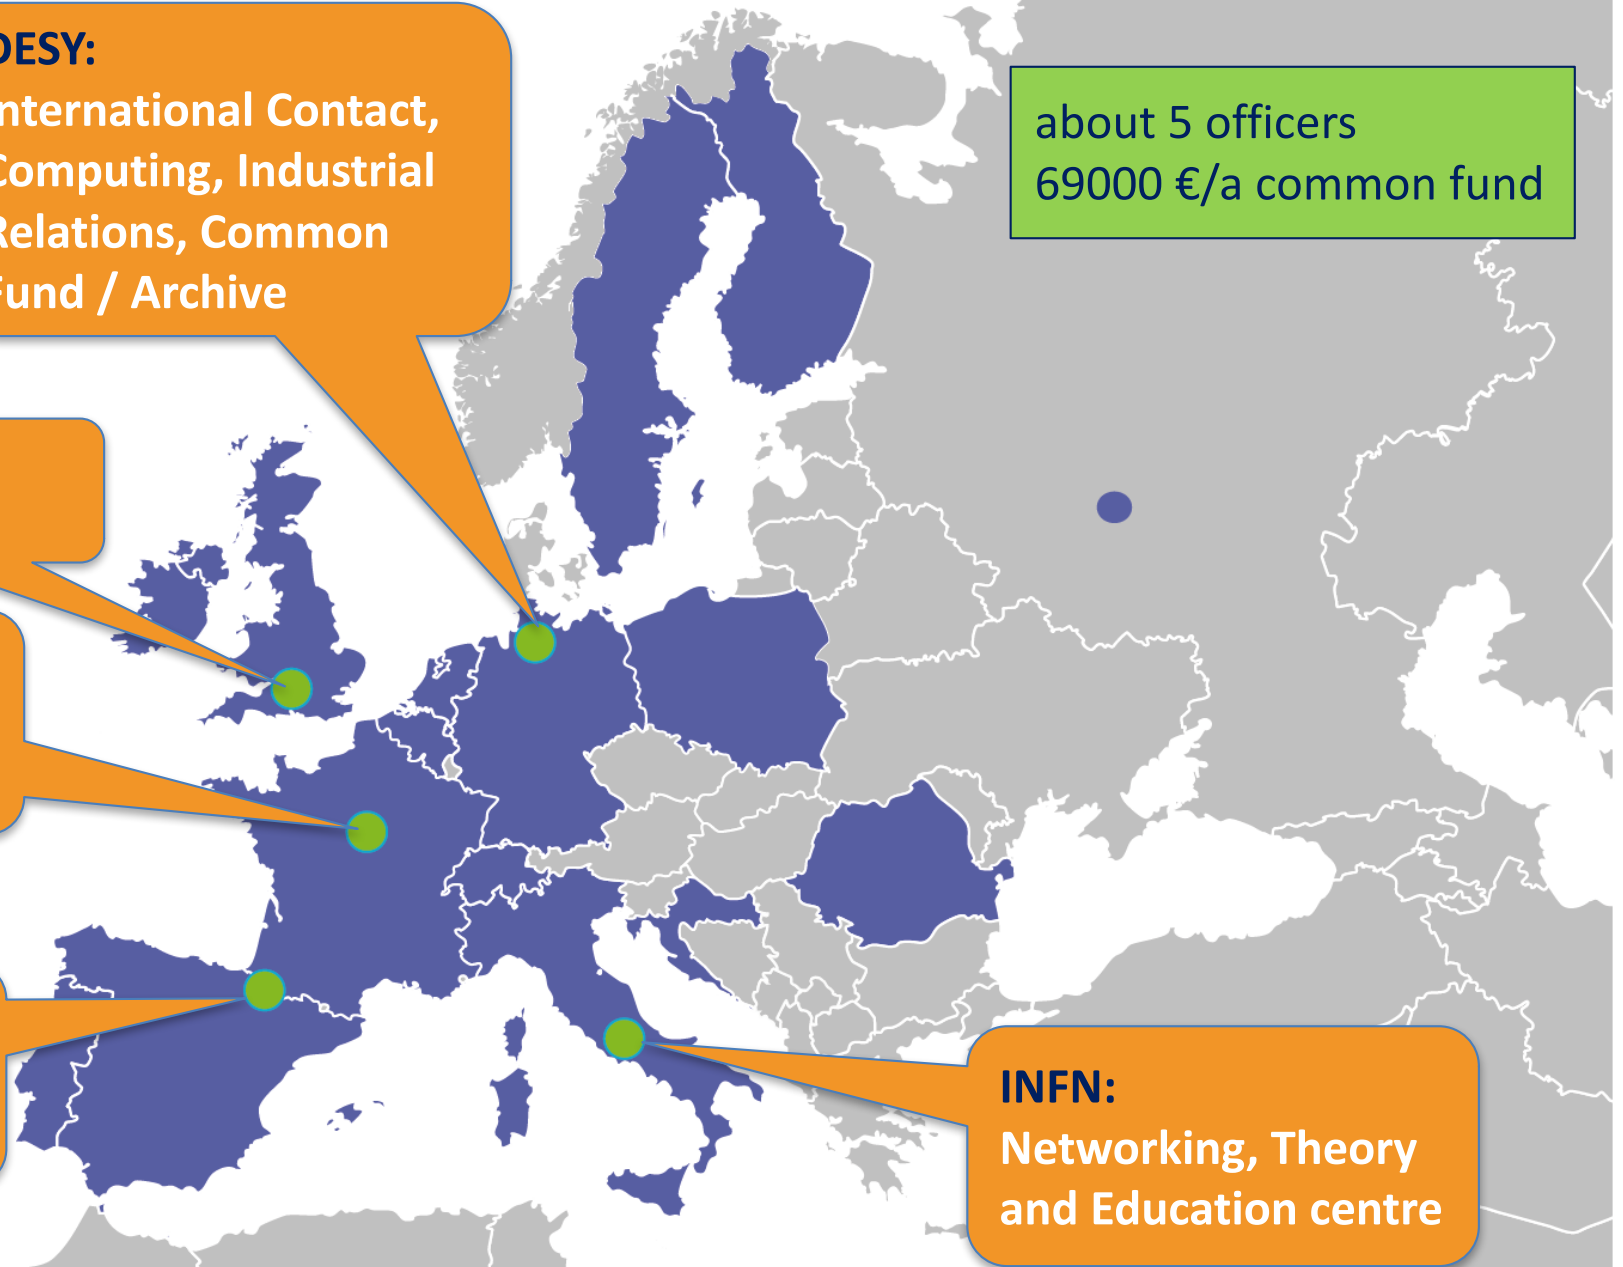 DESY:
International Contact,
Computing, Industrial
Relations, Common
Fund / Archive
about 5 officers
69000 €/a common fund
INFN:
Networking, Theory
and Education centre